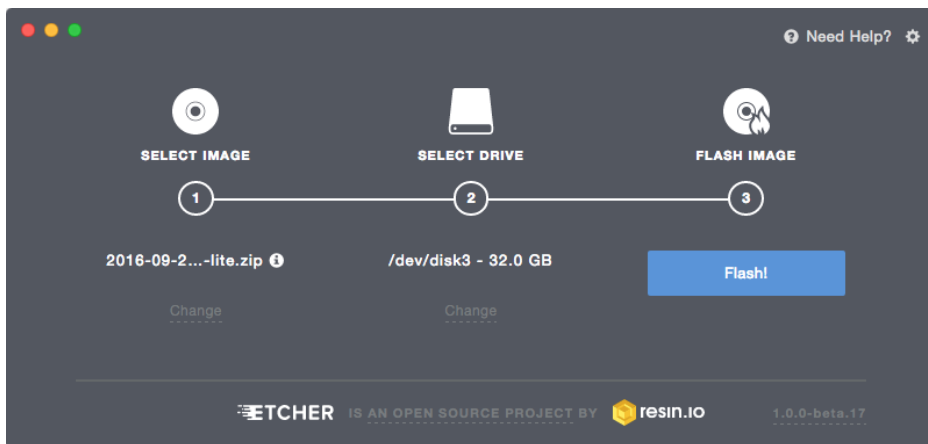 Need Help?
SELECT IMAGE
SELECT DRIVE
FLASH IMAGE
1
2
3
2016-09-2...-lite.zip
/dev/disk3 - 32.0 GB
Flash!
Change
Change
ETCHER IS AN OPEN SOURCE PROJECT BY resin.io 1.0.0-beta.17